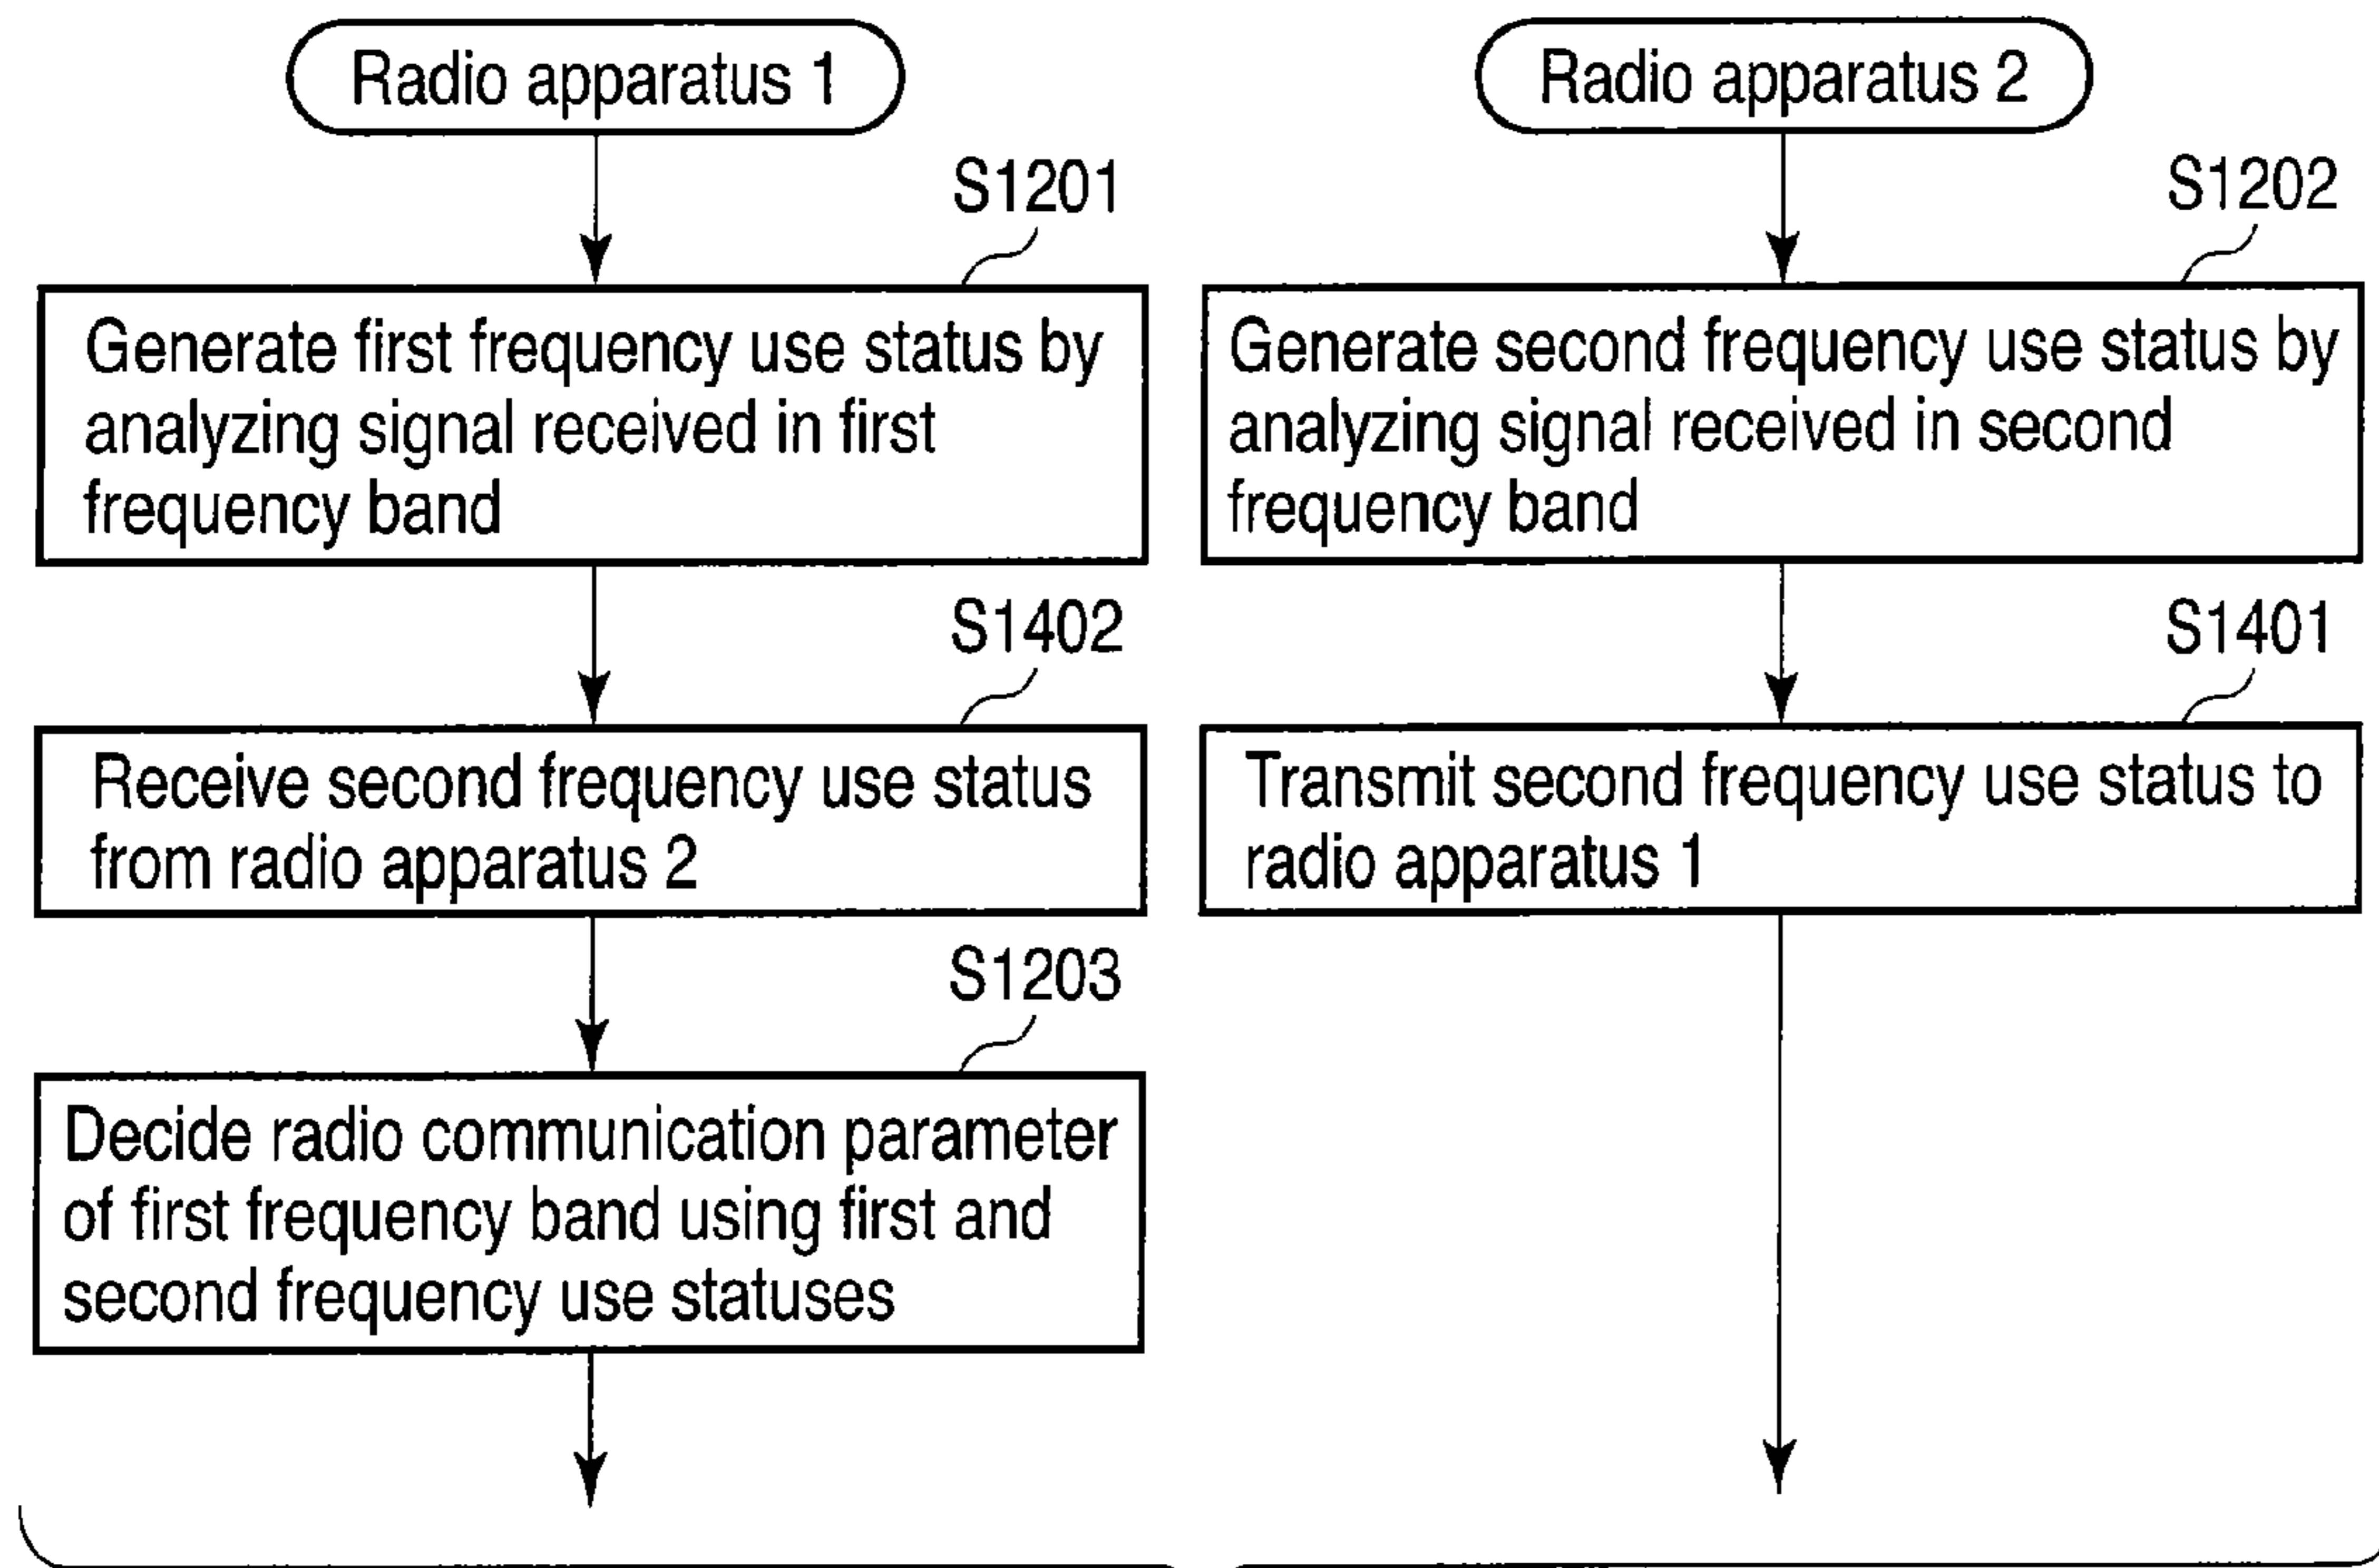 Radio apparatus 1
S1201
Generate first frequency use status by
analyzing signal received in first
frequency band
S1402
Receive second frequency use status
from radio apparatus 2
S1203
Decide radio communication parameter
of first frequency band using first and
second frequency use statuses
Radio apparatus 2
S1202
Generate second frequency use status by
analyzing signal received in second
frequency band
S1401
Transmit second frequency use status to
radio apparatus 1